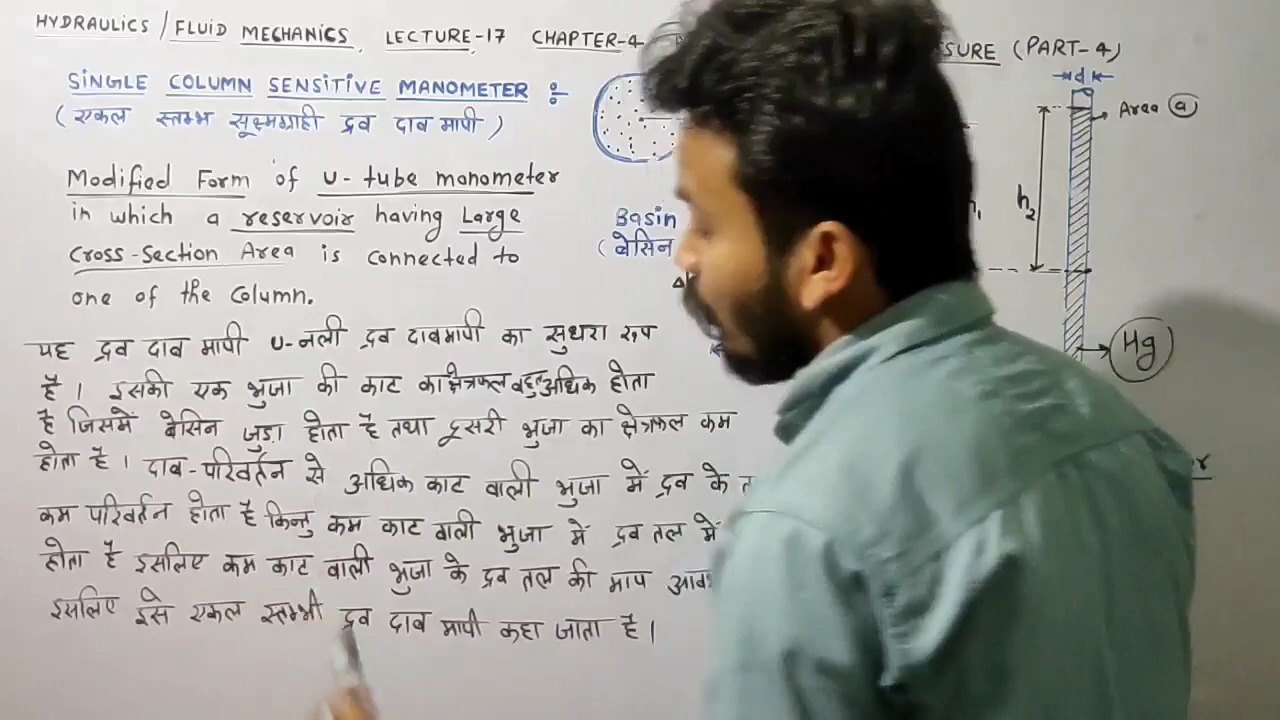 HYDRAULICS / FLUID MECHANICS, LECTURE-17 CHAPTER-4 SURE (PART-4)
SINGLE COLUMN SENSITIVE MANOMETER :-
(एकल स्तम्भ सूक्ष्मग्राही द्रव दाब मापी)
Modified Form of U-tube manometer
in which a reservoir having Large
Cross-Section Area is connected to
one of the Column.
यह द्रव दाब मापी U-नली द्रव दाबमापी का सुधरा रूप
है । इसकी एक भुजा की काट का क्षेत्रफल बहुत अधिक होता
है जिसमें बेसिन जुड़ा होता है तथा दूसरी भुजा का क्षेत्रफल कम
होता है । दाब-परिवर्तन से अधिक काट वाली भुजा में द्रव के त
कम परिवर्तन होता है किन्तु कम काट वाली भुजा में द्रव तल में
होता है इसलिए कम काट वाली भुजा के द्रव तल की माप आव
इसलिए इसे एकल स्तम्भी द्रव दाब मापी कहा जाता है ।
Basin
(बेसिन
h1
h2
d
Area a
Hg